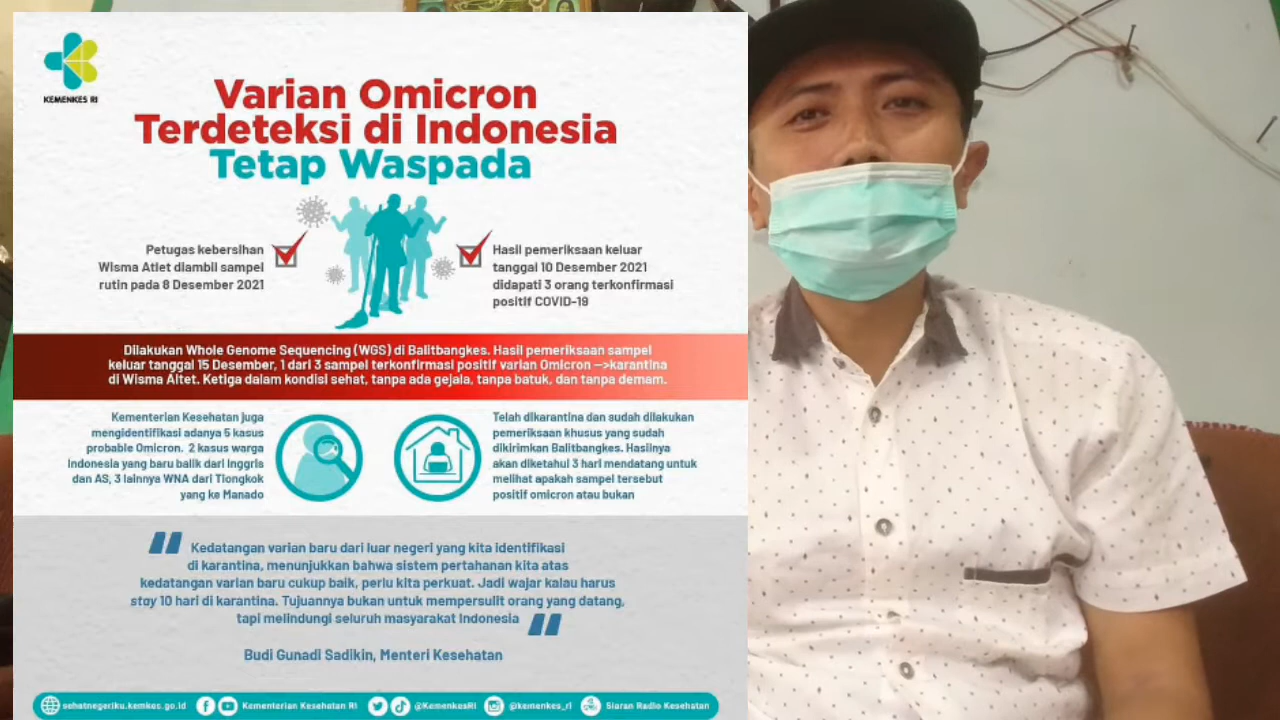 KEMENKES RI
Varian Omicron
Terdeteksi di Indonesia
Tetap Waspada
Petugas kebersihan
Wisma Atlet diambil sampel
rutin pada 8 Desember 2021
Hasil pemeriksaan keluar
tanggal 10 Desember 2021
didapati 3 orang terkonfirmasi
positif COVID-19
Dilakukan Whole Genome Sequencing (WGS) di Balitbangkes. Hasil pemeriksaan sampel
keluar tanggal 15 Desember, 1 dari 3 sampel terkonfirmasi positif varian Omicron —>karantina
di Wisma Altet. Ketiga dalam kondisi sehat, tanpa ada gejala, tanpa batuk, dan tanpa demam.
Kementerian Kesehatan juga
mengidentifikasi adanya 5 kasus
probable Omicron. 2 kasus warga
Indonesia yang baru balik dari Inggris
dan AS, 3 lainnya WNA dari Tiongkok
yang ke Manado
Telah dikarantina dan sudah dilakukan
pemeriksaan khusus yang sudah
dikirimkan Balitbangkes. Hasilnya
akan diketahui 3 hari mendatang untuk
melihat apakah sampel tersebut
positif omicron atau bukan
Kedatangan varian baru dari luar negeri yang kita identifikasi
di karantina, menunjukkan bahwa sistem pertahanan kita atas
kedatangan varian baru cukup baik, perlu kita perkuat. Jadi wajar kalau harus
stay 10 hari di karantina. Tujuannya bukan untuk mempersulit orang yang datang,
tapi melindungi seluruh masyarakat Indonesia
Budi Gunadi Sadikin, Menteri Kesehatan
sehatnegeriku.kemkes.go.id Kementerian Kesehatan RI @KemenkesRI @kemenkes_ri Siaran Radio Kesehatan